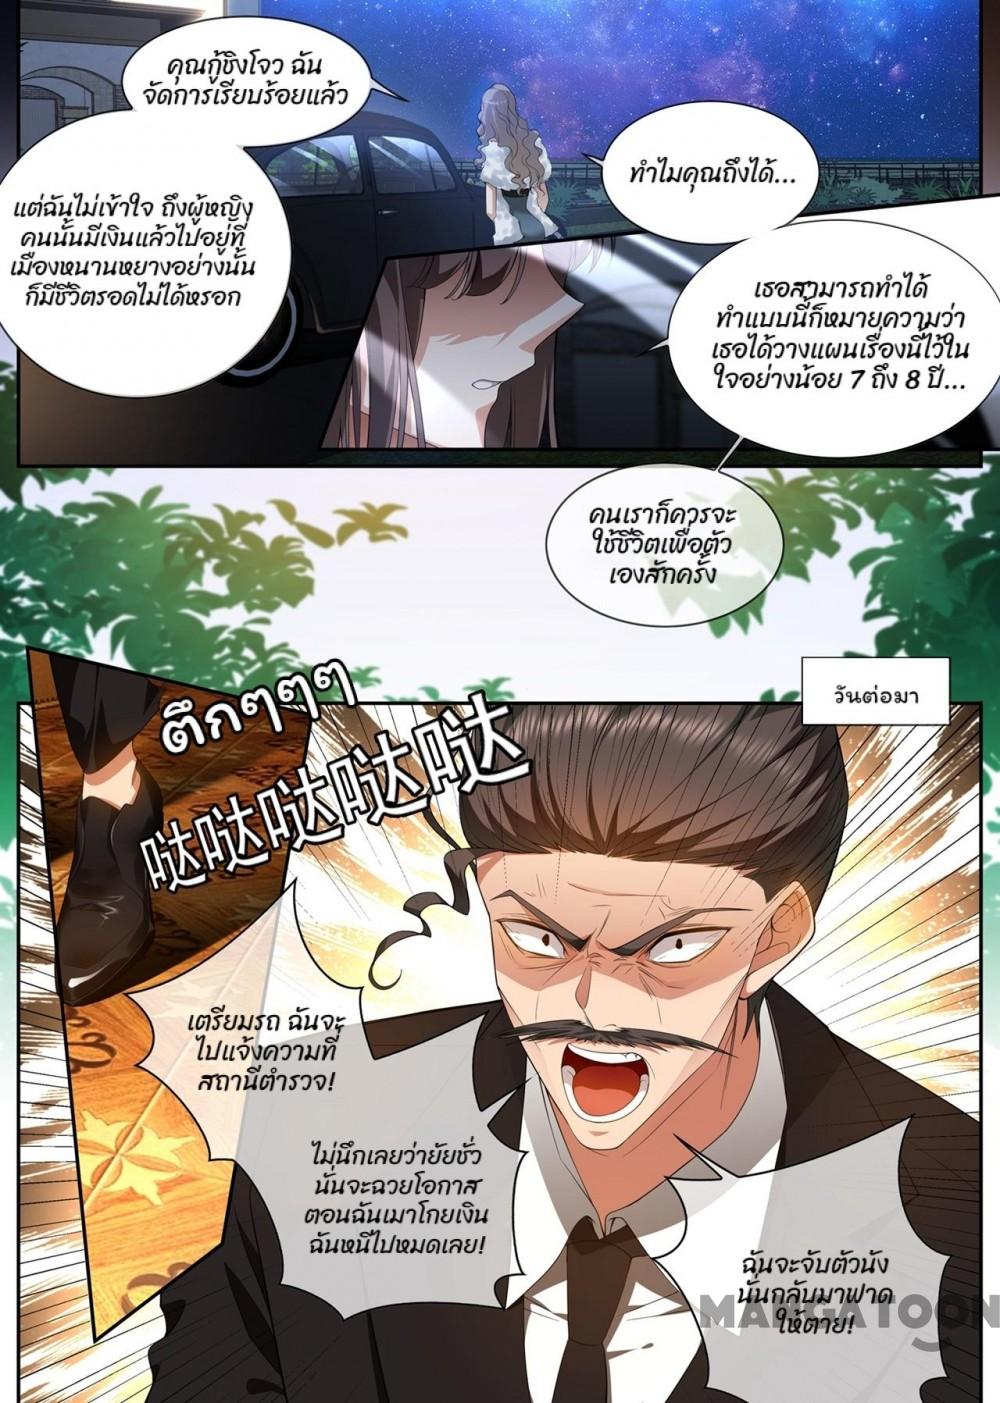 คุณกู้ชิงโจว ฉัน
จัดการเรียบร้อยแล้ว
แต่ฉันไม่เข้าใจ ถึงผู้หญิง
คนนั้นมีเงินแล้วไปอยู่ที่
เมืองหนานหยางอย่างนั้น
ก็มีชีวิตรอดไม่ได้หรอก
ทำไมคุณถึงได้...
เธอสามารถทำได้
ทำแบบนี้ก็หมายความว่า
เธอได้วางแผนเรื่องนี้ไว้ใน
ใจอย่างน้อย 7 ถึง 8 ปี...
คนเราก็ควรจะ
ใช้ชีวิตเพื่อตัว
เองสักครั้ง
วันต่อมา
ตึกๆๆๆ
哒哒哒哒哒
เตรียมรถ ฉันจะ
ไปแจ้งความที่
สถานีตำรวจ!
ไม่นึกเลยว่ายัยชั่ว
นั่นจะฉวยโอกาส
ตอนฉันเมาโกยเงิน
ฉันหนีไปหมดเลย!
ฉันจะจับตัวนัง
นั่นกลับมาฟาด
ให้ตาย!
MANGATOON